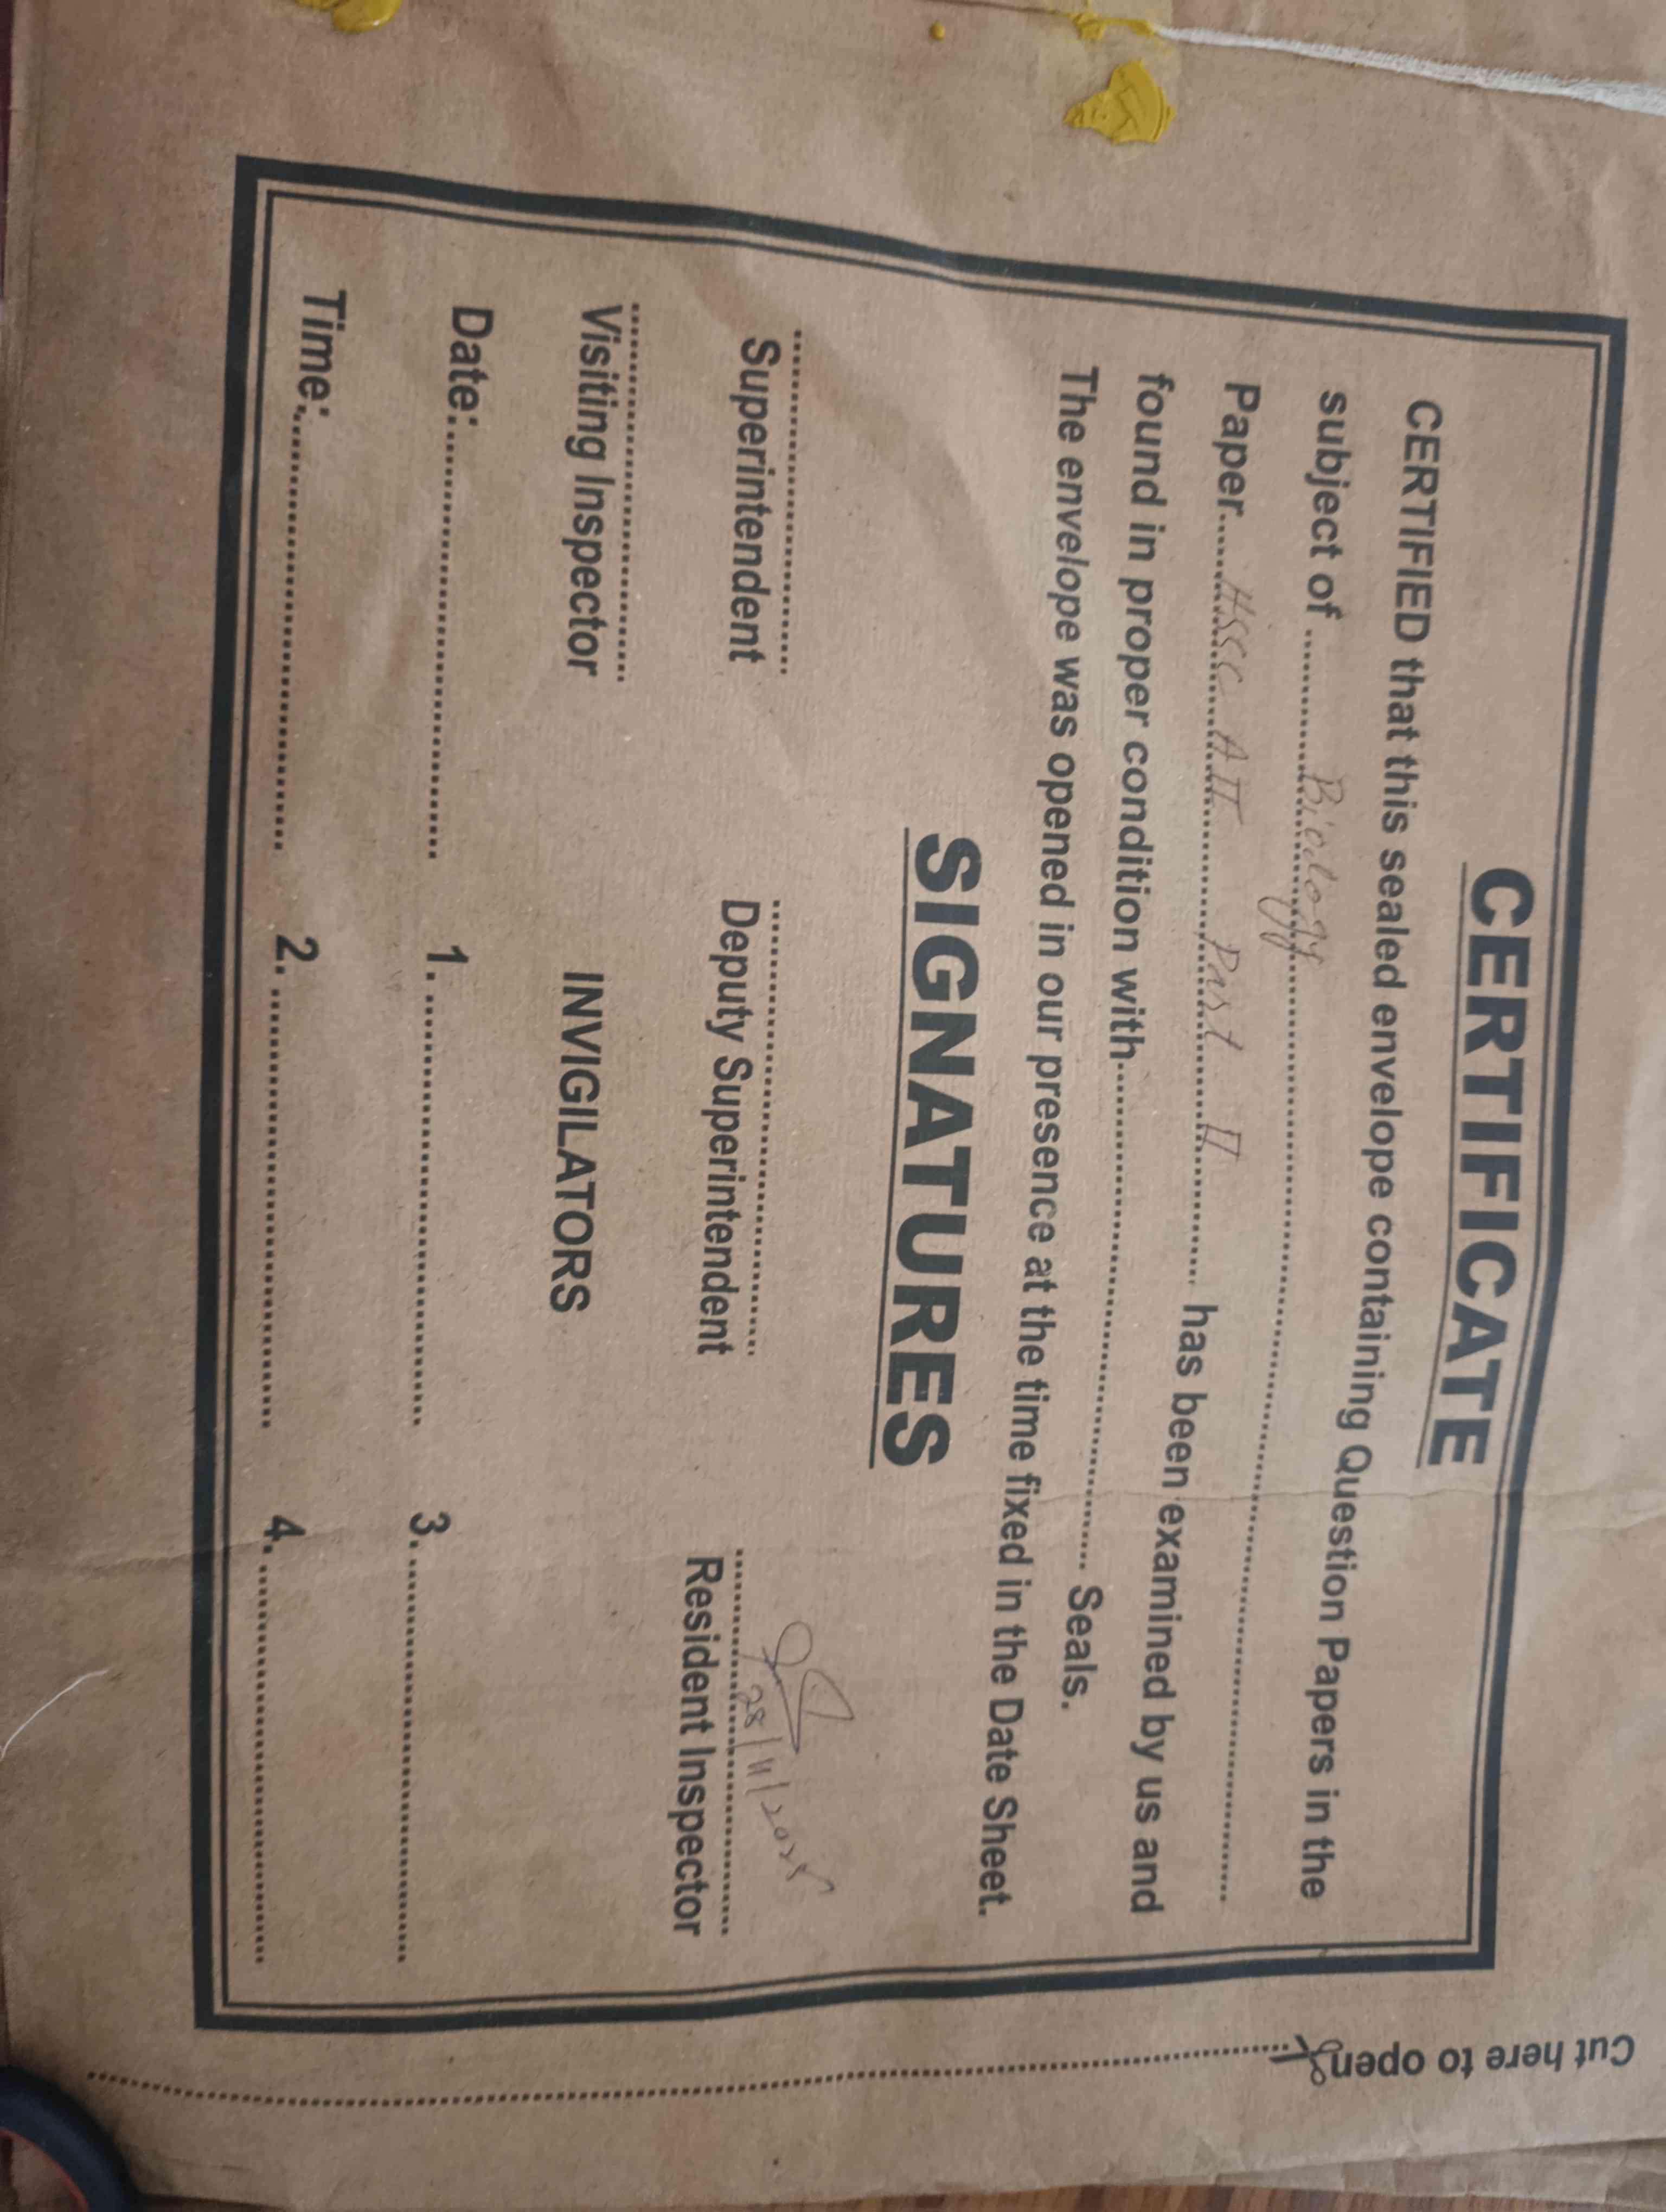 CERTIFICATE
CERTIFIED that this sealed envelope containing Question Papers in the
subject of ........ Biology ........
Paper..... HSSC A II Part II ..... has been examined by us and
found in proper condition with........ Seals.
The envelope was opened in our presence at the time fixed in the Date Sheet.
SIGNATURES
28/11/2025
Superintendent Deputy Superintendent Resident Inspector
Visiting Inspector INVIGILATORS
Date:........ 1. ........ 3. ........
Time:........ 2. ........ 4. ........
Cut here to open